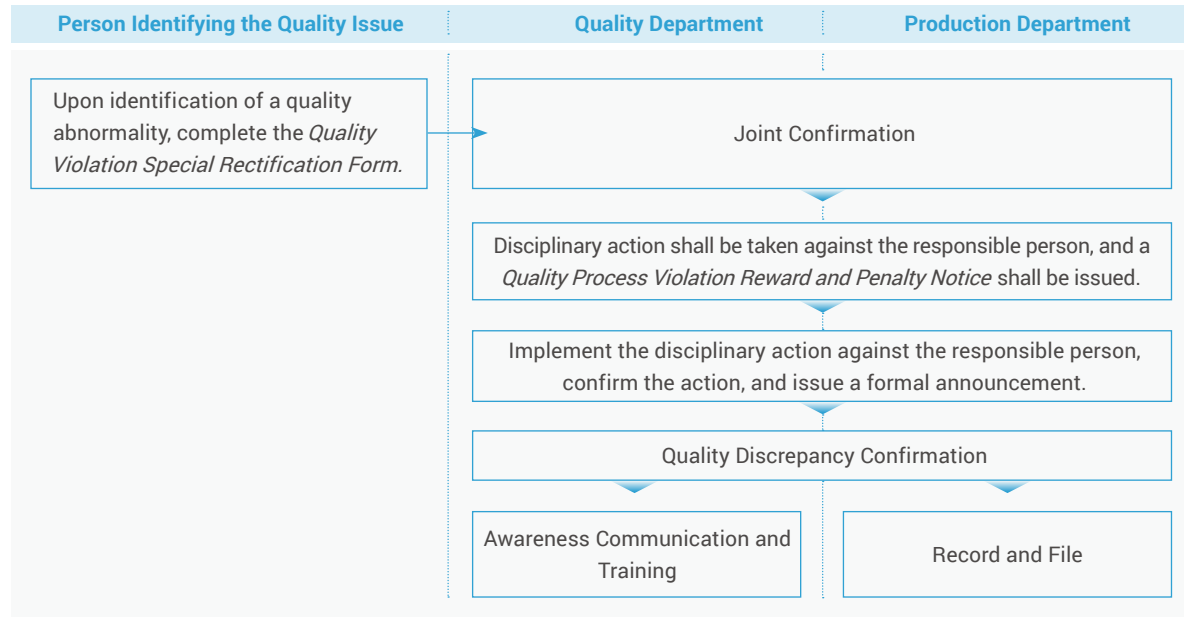 Person Identifying the Quality Issue
Quality Department
Production Department
Upon identification of a quality
abnormality, complete the Quality
Violation Special Rectification Form.
Joint Confirmation
Disciplinary action shall be taken against the responsible person, and a
Quality Process Violation Reward and Penalty Notice shall be issued.
Implement the disciplinary action against the responsible person,
confirm the action, and issue a formal announcement.
Quality Discrepancy Confirmation
Awareness Communication and
Training
Record and File